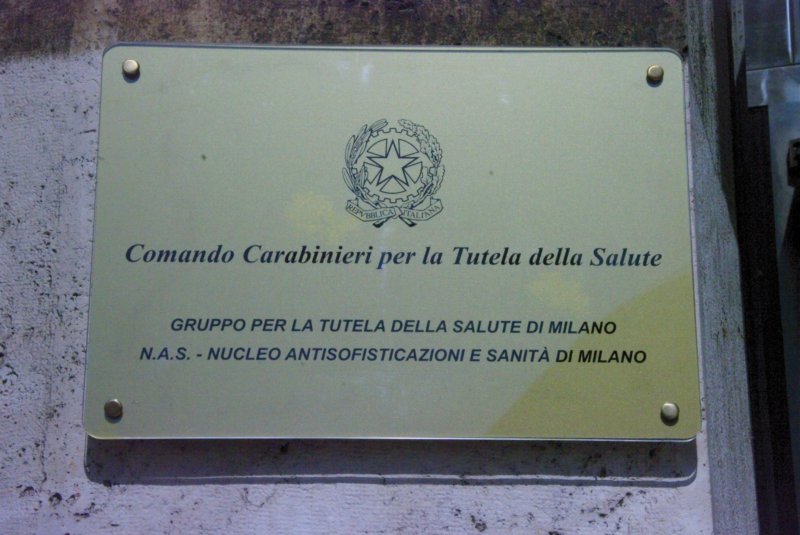 REPVBBLICA ITALIANA
Comando Carabinieri per la Tutela della Salute
GRUPPO PER LA TUTELA DELLA SALUTE DI MILANO
N.A.S. - NUCLEO ANTISOFISTICAZIONI E SANITÀ DI MILANO